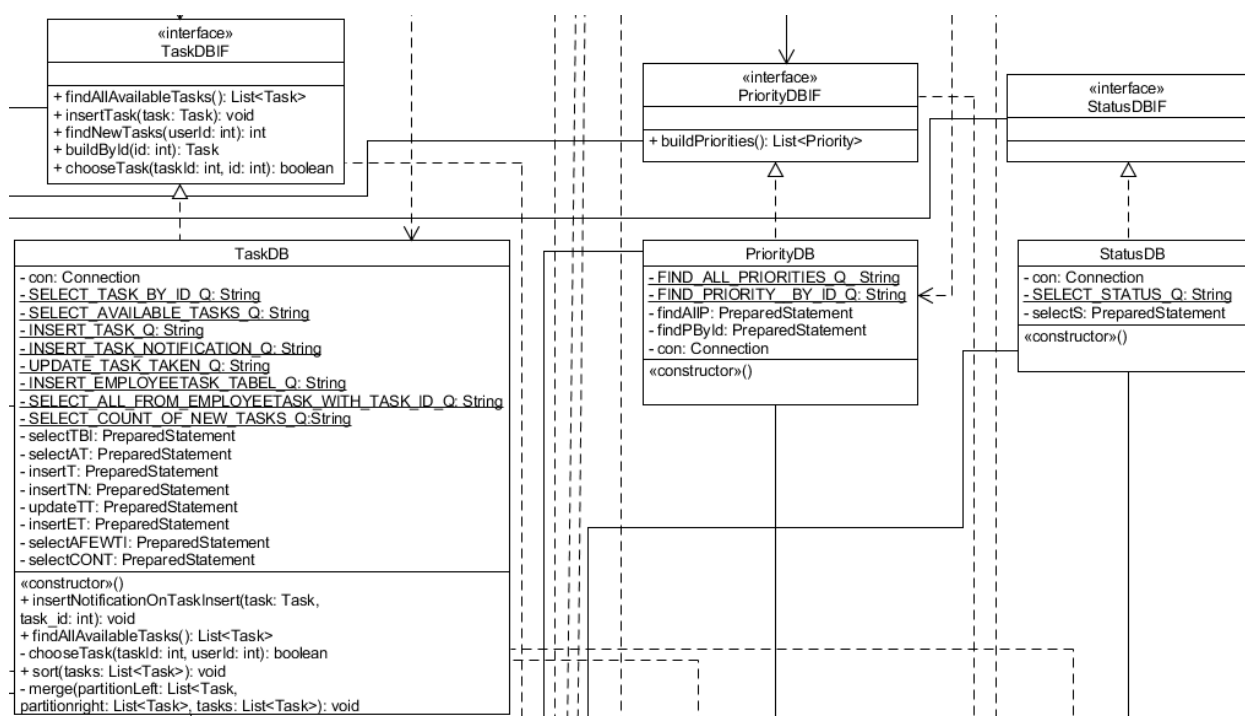 «interface»
TaskDBIF
+ findAllAvailableTasks(): List<Task>
+ insertTask(task: Task): void
+ findNewTasks(userId: int): int
+ buildById(id: int): Task
+ chooseTask(taskId: int, id: int): boolean
«interface»
PriorityDBIF
+ buildPriorities(): List<Priority>
«interface»
StatusDBIF
TaskDB
- con: Connection
- SELECT_TASK_BY_ID_Q: String
- SELECT_AVAILABLE_TASKS_Q: String
- INSERT_TASK_Q: String
- INSERT_TASK_NOTIFICATION_Q: String
- UPDATE_TASK_TAKEN_Q: String
- INSERT_EMPLOYEETASK_TABEL_Q: String
- SELECT_ALL_FROM_EMPLOYEETASK_WITH_TASK_ID_Q: String
- SELECT_COUNT_OF_NEW_TASKS_Q:String
- selectTBI: PreparedStatement
- selectAT: PreparedStatement
- insertT: PreparedStatement
- insertTN: PreparedStatement
- updateTT: PreparedStatement
- insertET: PreparedStatement
- selectAFEWTI: PreparedStatement
- selectCONT: PreparedStatement
«constructor»()
+ insertNotificationOnTaskInsert(task: Task,
task_id: int): void
+ findAllAvailableTasks(): List<Task>
- chooseTask(taskId: int, userId: int): boolean
+ sort(tasks: List<Task>): void
- merge(partitionLeft: List<Task,
partitionright: List<Task>, tasks: List<Task>): void
PriorityDB
- FIND_ALL_PRIORITIES_Q_ String
- FIND_PRIORITY__BY_ID_Q: String
- findAllP: PreparedStatement
- findPById: PreparedStatement
- con: Connection
«constructor»()
StatusDB
- con: Connection
- SELECT_STATUS_Q: String
- selectS: PreparedStatement
«constructor»()